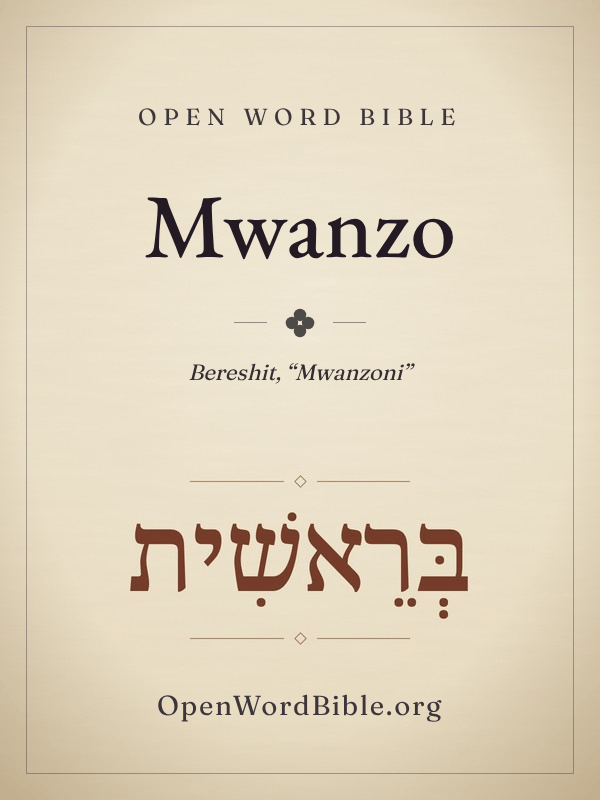 OPEN WORD BIBLE
Mwanzo
Bereshit, “Mwanzoni”
בְּרֵאשִׁית
OpenWordBible.org